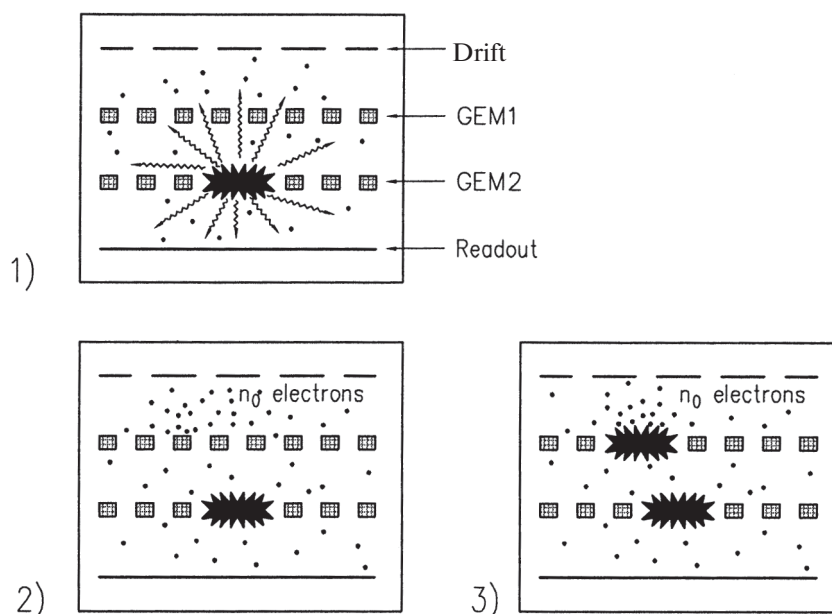 Drift
GEM1
GEM2
Readout
1)
n₀ electrons
2)
n₀ electrons
3)